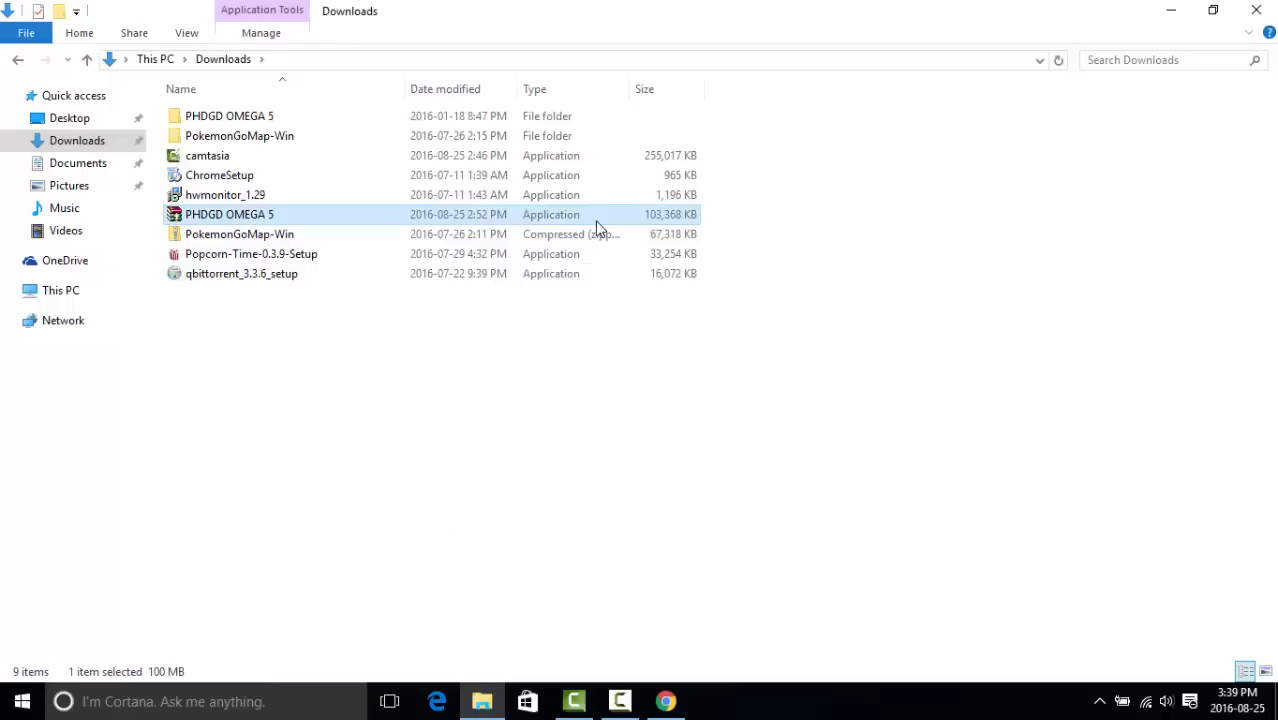 Application Tools
Downloads
File
Home
Share
View
Manage
This PC
Downloads
Search Downloads
Name
Date modified
Type
Size
Quick access
Desktop
Downloads
Documents
Pictures
Music
Videos
OneDrive
This PC
Network
PHDGD OMEGA 5 2016-01-18 8:47 PM File folder
PokemonGoMap-Win 2016-07-26 2:15 PM File folder
camtasia 2016-08-25 2:46 PM Application 255,017 KB
ChromeSetup 2016-07-11 1:39 AM Application 965 KB
hwmonitor_1.29 2016-07-11 1:43 AM Application 1,196 KB
PHDGD OMEGA 5 2016-08-25 2:52 PM Application 103,368 KB
PokemonGoMap-Win 2016-07-26 2:11 PM Compressed (zipp... 67,318 KB
Popcorn-Time-0.3.9-Setup 2016-07-29 4:32 PM Application 33,254 KB
qbittorrent_3.3.6_setup 2016-07-22 9:39 PM Application 16,072 KB
9 items 1 item selected 100 MB
I'm Cortana. Ask me anything.
3:39 PM
2016-08-25